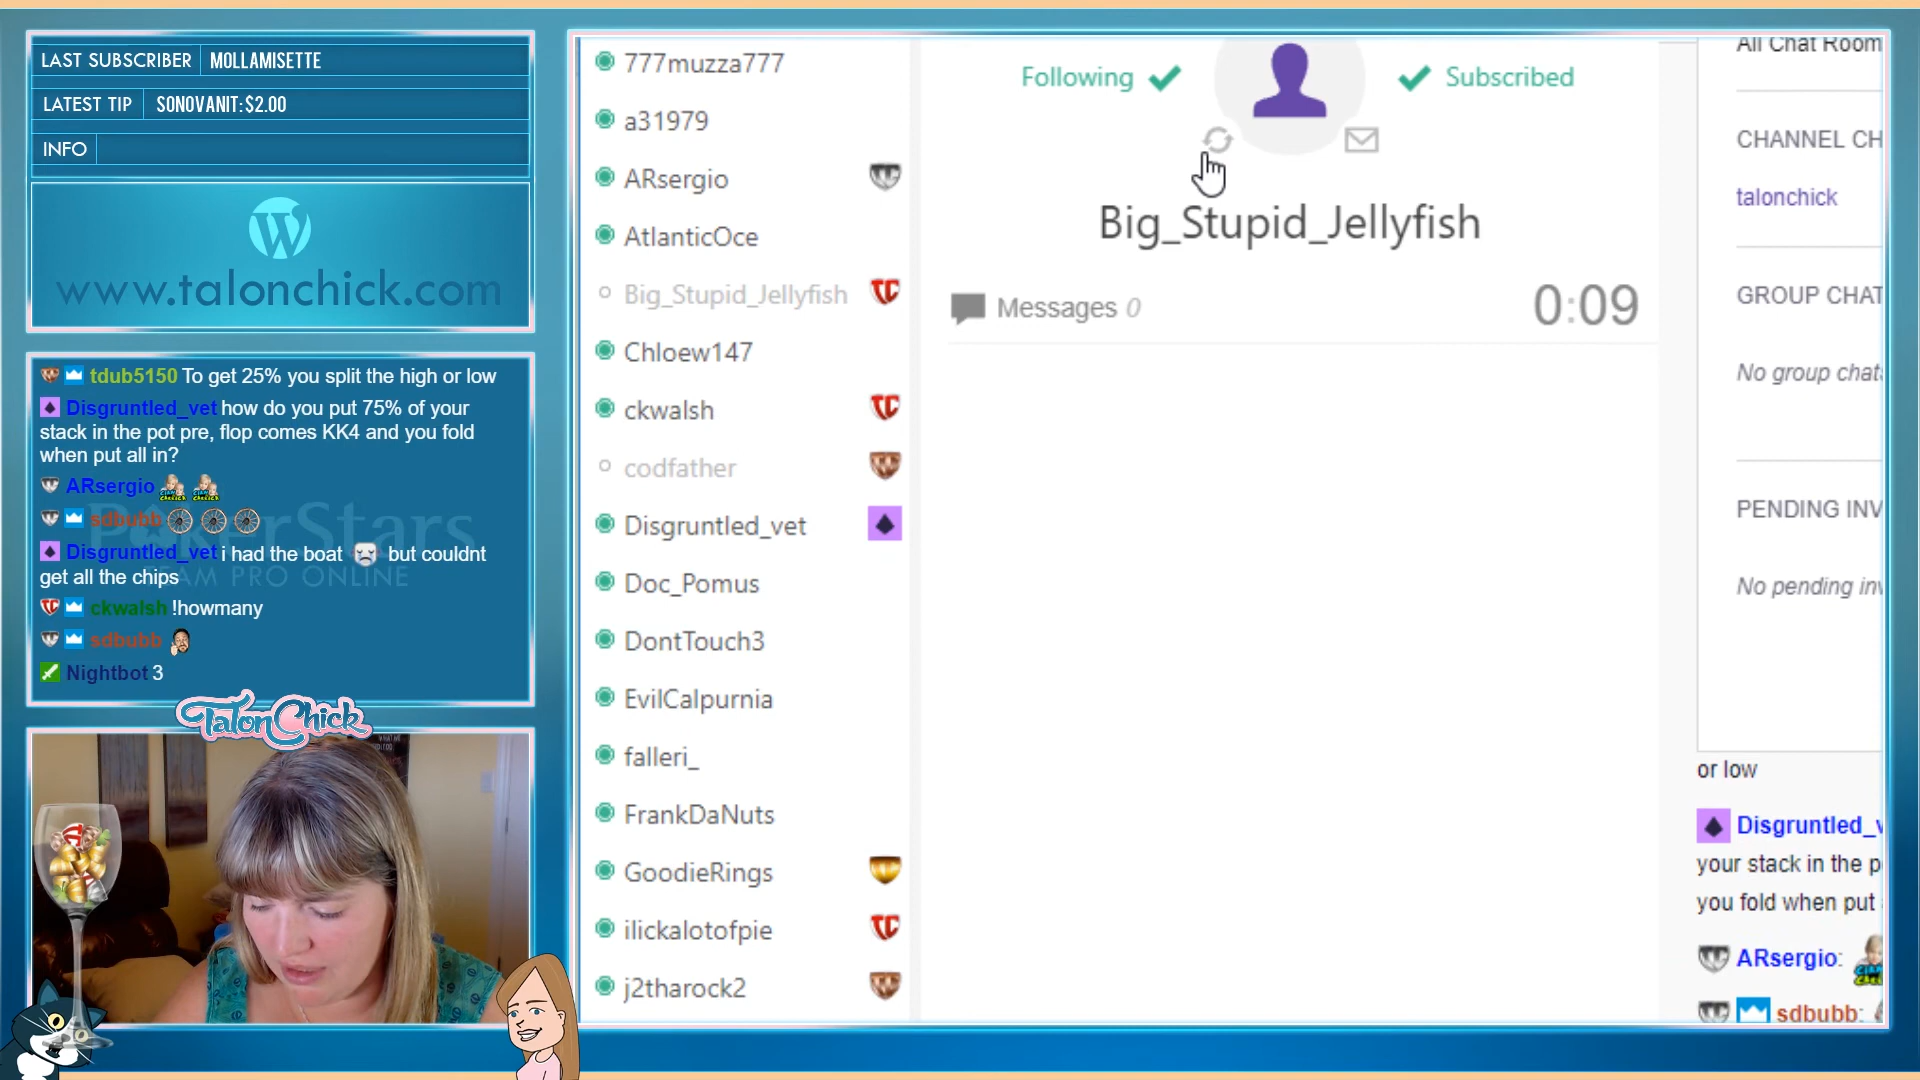 LAST SUBSCRIBER MOLLAMISETTE
LATEST TIP SONOVANIT: $2.00
INFO
www.talonchick.com
tdub5150 To get 25% you split the high or low
Disgruntled_vet how do you put 75% of your
stack in the pot pre, flop comes KK4 and you fold
when put all in?
ARsergio
sdbubb
PokerStars
Disgruntled_vet i had the boat but couldnt
get all the chips
TEAM PRO ONLINE
ckwalsh !howmany
sdbubb
Nightbot 3
TalonChick
777muzza777
a31979
ARsergio
AtlanticOce
Big_Stupid_Jellyfish
Chloew147
ckwalsh
codfather
Disgruntled_vet
Doc_Pomus
DontTouch3
EvilCalpurnia
falleri_
FrankDaNuts
GoodieRings
ilickalotofpie
j2tharock2
Following
Subscribed
Big_Stupid_Jellyfish
Messages 0
0:09
All Chat Room
CHANNEL CH
talonchick
GROUP CHAT
No group chat
PENDING INV
No pending inv
or low
Disgruntled_v
your stack in the p
you fold when put
ARsergio:
sdbubb: